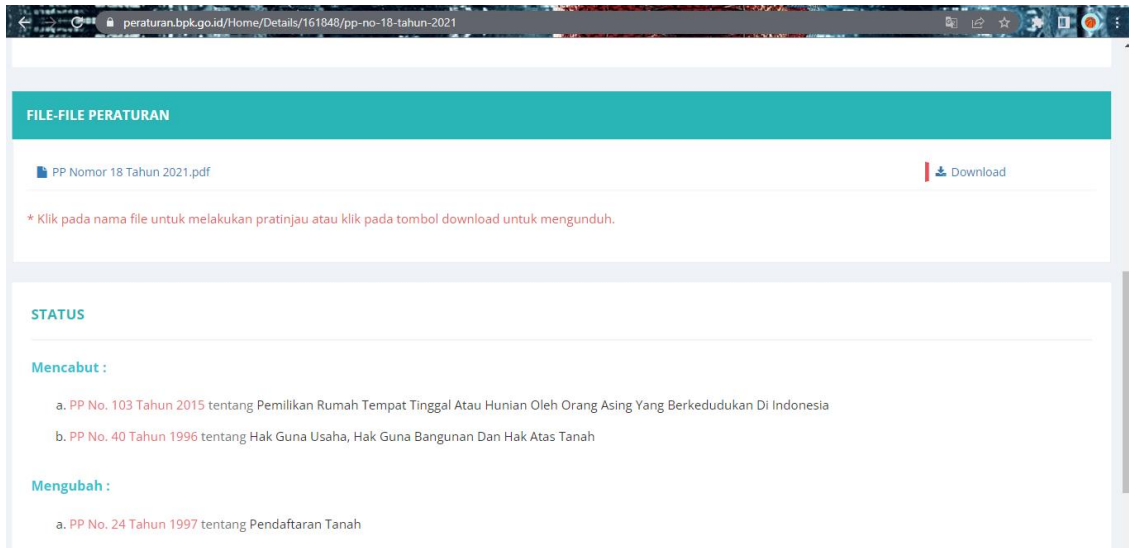 peraturan.bpk.go.id/Home/Details/161848/pp-no-18-tahun-2021
FILE-FILE PERATURAN
PP Nomor 18 Tahun 2021.pdf Download
* Klik pada nama file untuk melakukan pratinjau atau klik pada tombol download untuk mengunduh.
STATUS
Mencabut :
a. PP No. 103 Tahun 2015 tentang Pemilikan Rumah Tempat Tinggal Atau Hunian Oleh Orang Asing Yang Berkedudukan Di Indonesia
b. PP No. 40 Tahun 1996 tentang Hak Guna Usaha, Hak Guna Bangunan Dan Hak Atas Tanah
Mengubah :
a. PP No. 24 Tahun 1997 tentang Pendaftaran Tanah